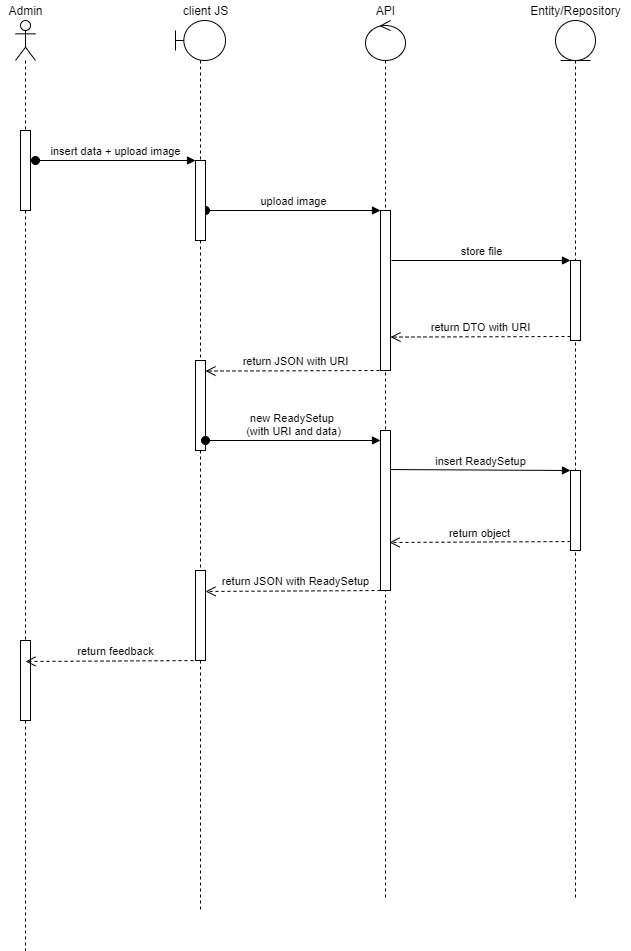 Admin
client JS
API
Entity/Repository
insert data + upload image
upload image
store file
return DTO with URI
return JSON with URI
new ReadySetup
(with URI and data)
insert ReadySetup
return object
return JSON with ReadySetup
return feedback